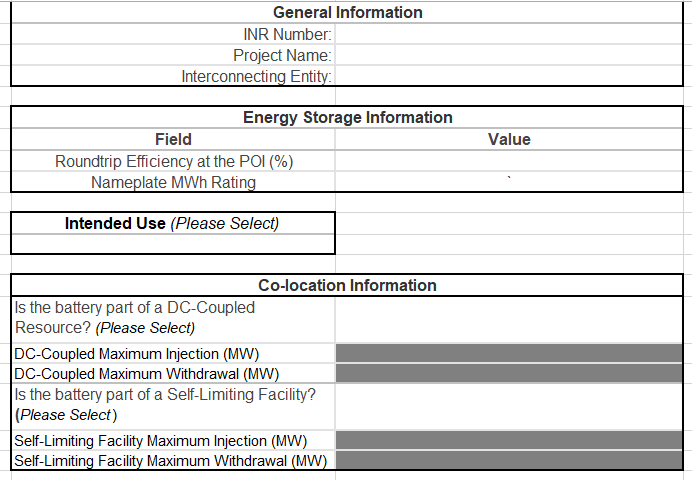 General Information
INR Number:
Project Name:
Interconnecting Entity:
Energy Storage Information
Field Value
Roundtrip Efficiency at the POI (%)
Nameplate MWh Rating `
Intended Use (Please Select)
Co-location Information
Is the battery part of a DC-Coupled
Resource? (Please Select)
DC-Coupled Maximum Injection (MW)
DC-Coupled Maximum Withdrawal (MW)
Is the battery part of a Self-Limiting Facility?
(Please Select)
Self-Limiting Facility Maximum Injection (MW)
Self-Limiting Facility Maximum Withdrawal (MW)